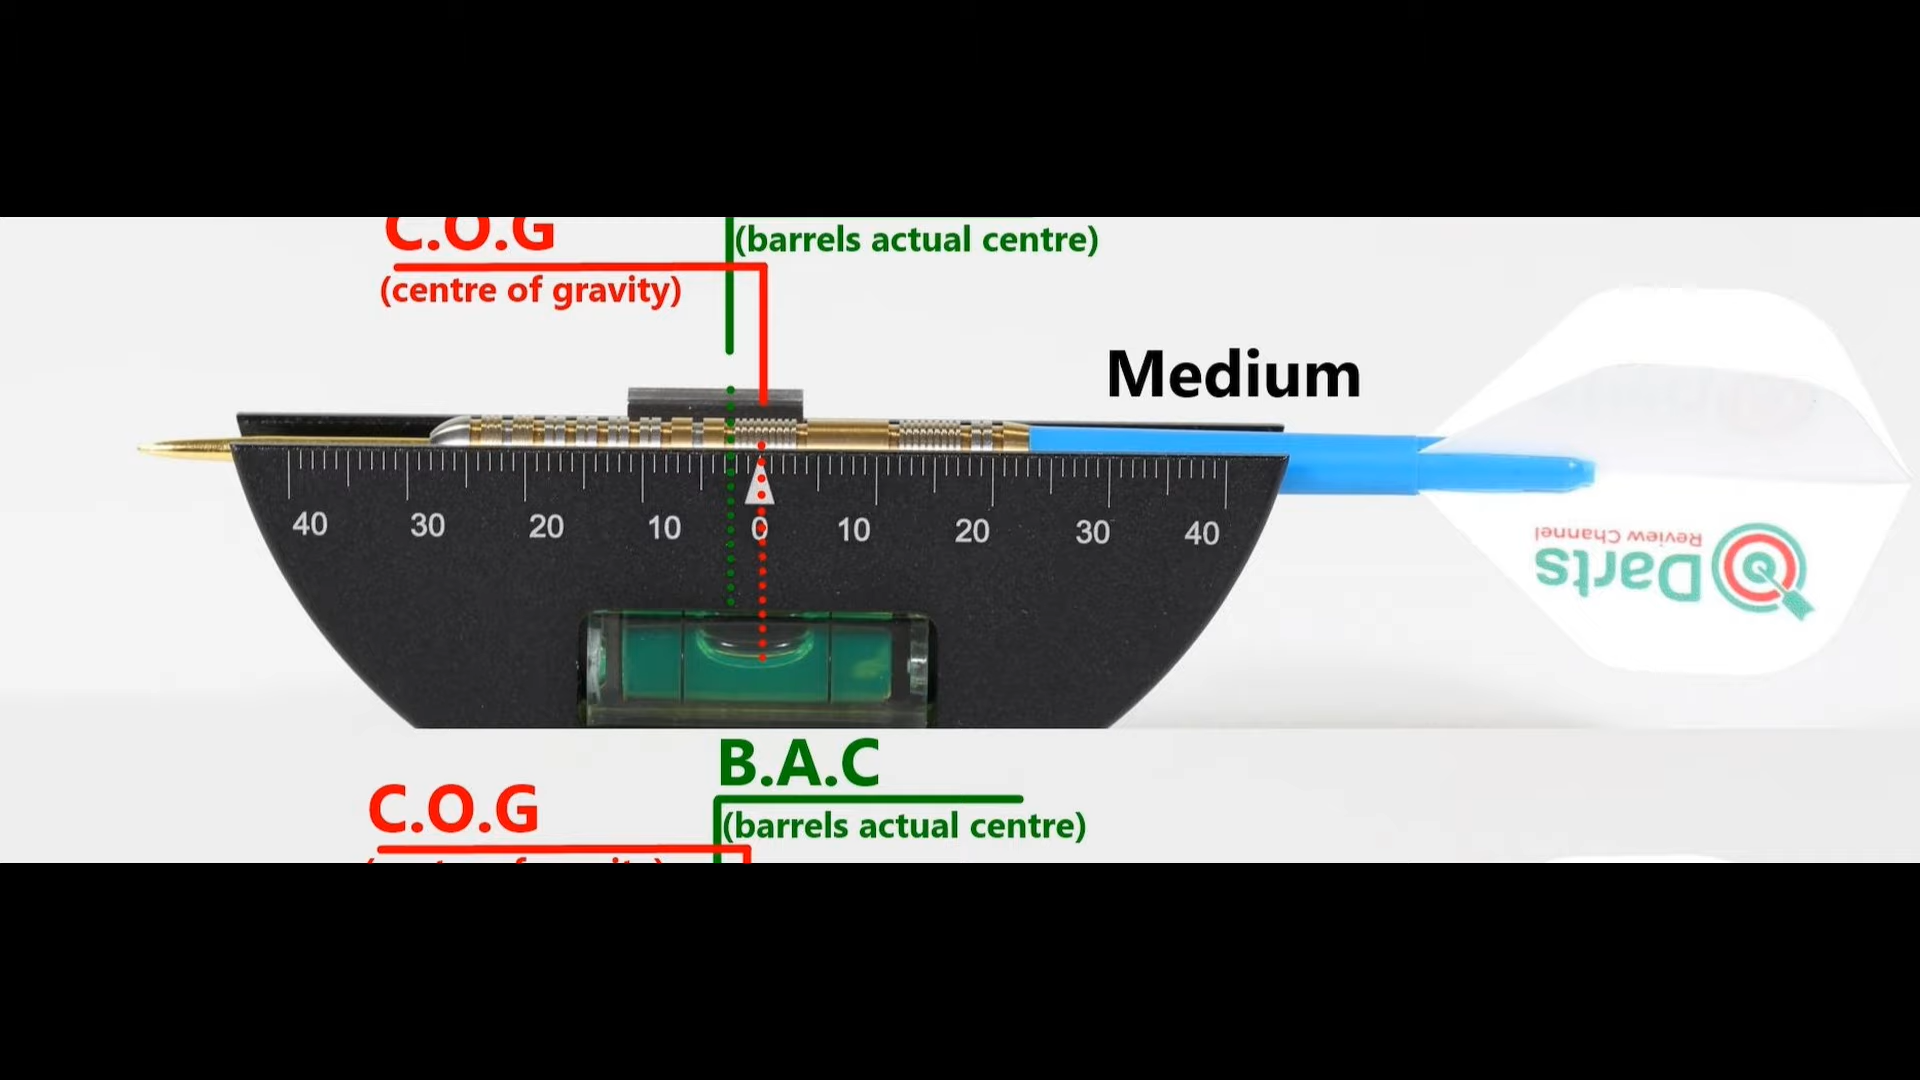 C.O.G
(barrels actual centre)
(centre of gravity)
Medium
40 30 20 10 0 10 20 30 40
Darts
Review Channel
B.A.C
C.O.G
(barrels actual centre)